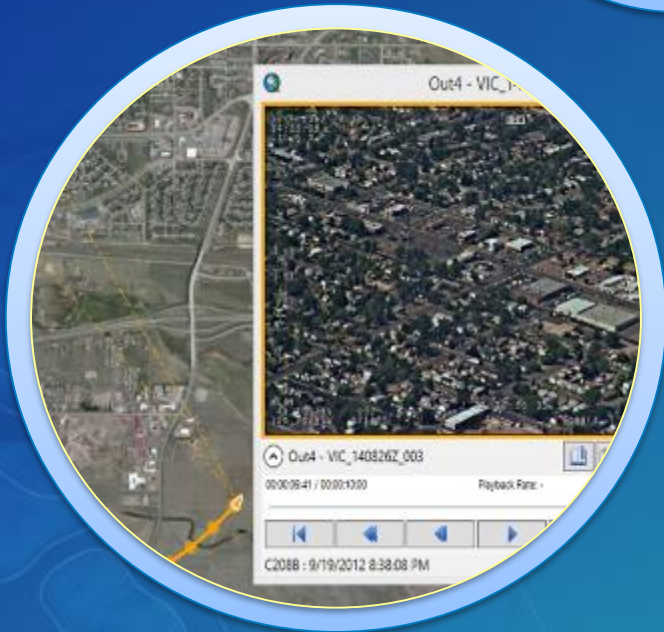 Out4 - VIC_1
Out4 - VIC_140826Z_003
00:00:09:41 / 00:00:10:00 Playback Rate: -
C208B : 9/19/2012 8:38:08 PM